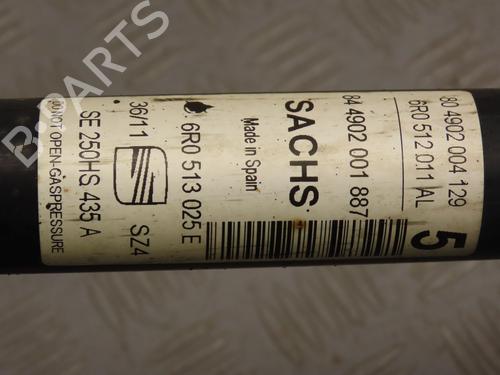 80 4902 004 129
6R0 512 011 AL
5
84 4902 001 887
SACHS
Made in Spain
6R0 513 025 E
36/11
SZ4
SE 250HS 435 A
DO NOT OPEN-GASPRESSURE
B-PARTS